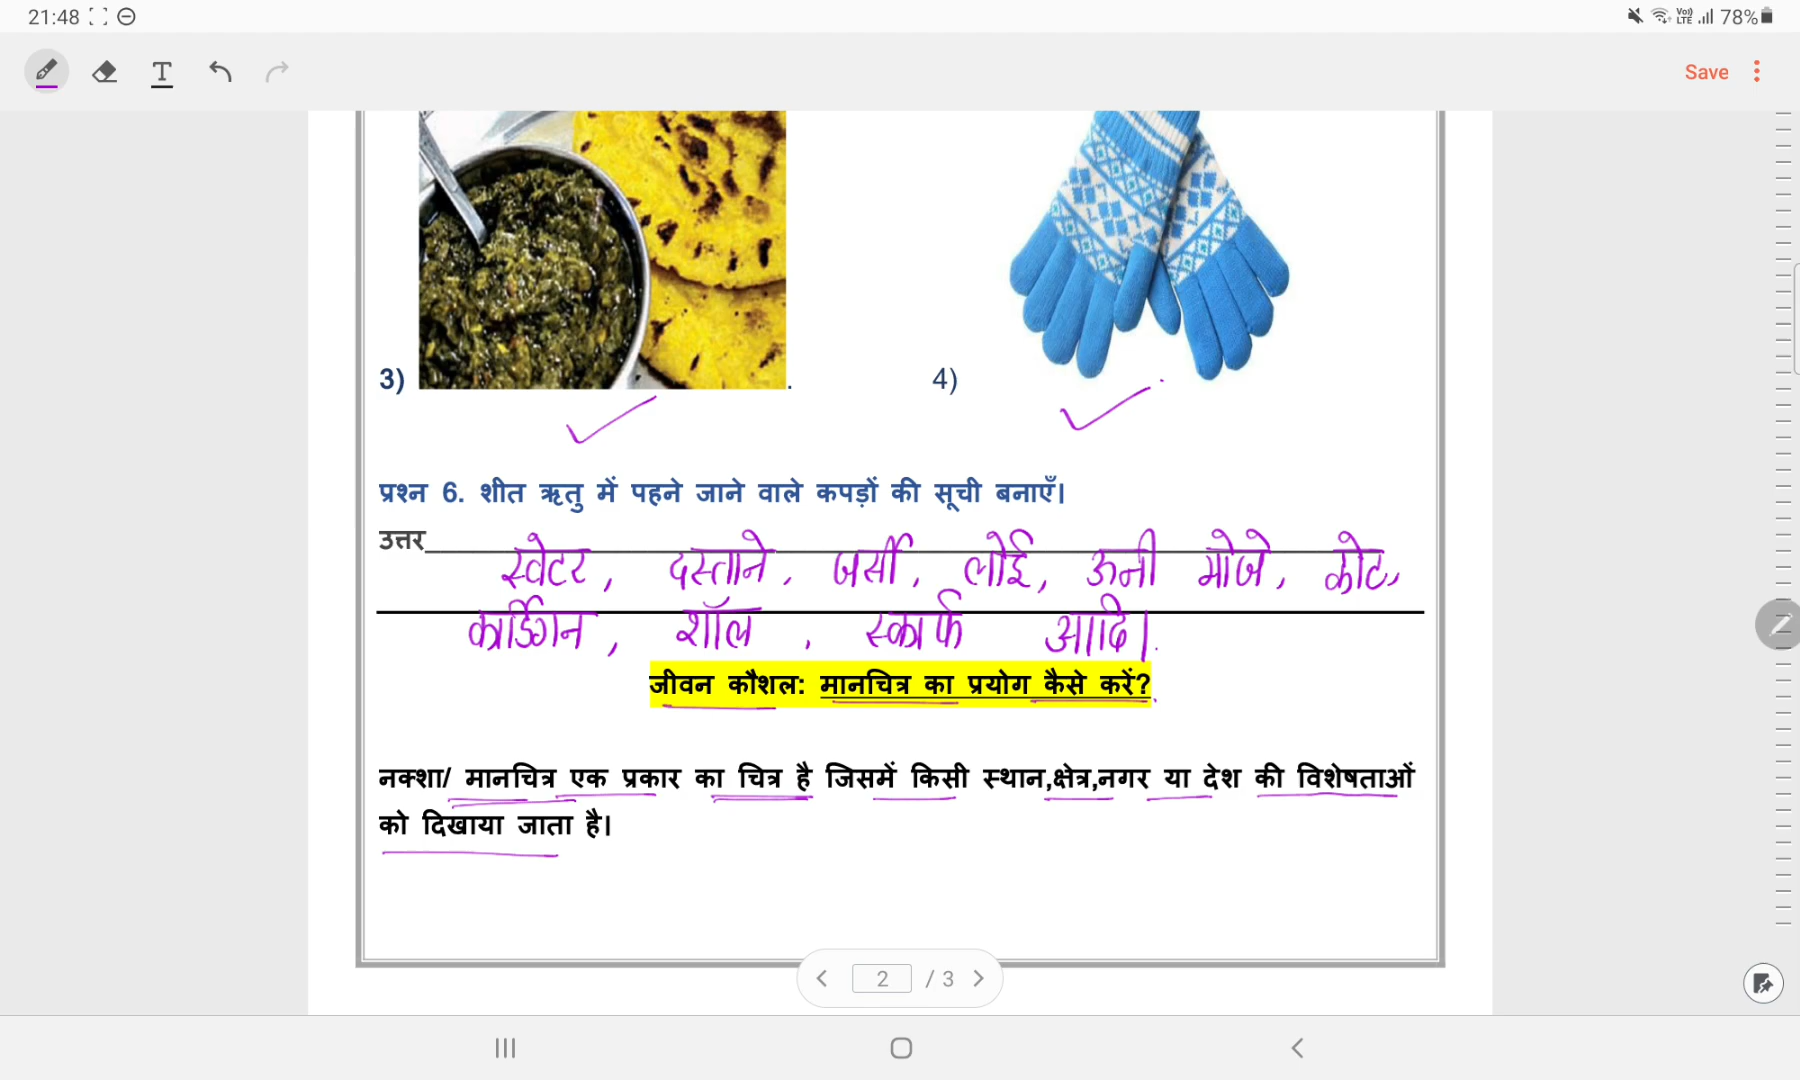 21:48
78%
Save
3)
4)
प्रश्न 6. शीत ऋतु में पहने जाने वाले कपड़ों की सूची बनाएँ।
उत्तर
स्वेटर, दस्ताने, जर्सी, लोई, ऊनी मोजे, कोट,
कार्डिगन, शॉल, स्कार्फ आदि।
जीवन कौशल: मानचित्र का प्रयोग कैसे करें?
नक्शा/ मानचित्र एक प्रकार का चित्र है जिसमें किसी स्थान,क्षेत्र,नगर या देश की विशेषताओं
को दिखाया जाता है।
2 / 3